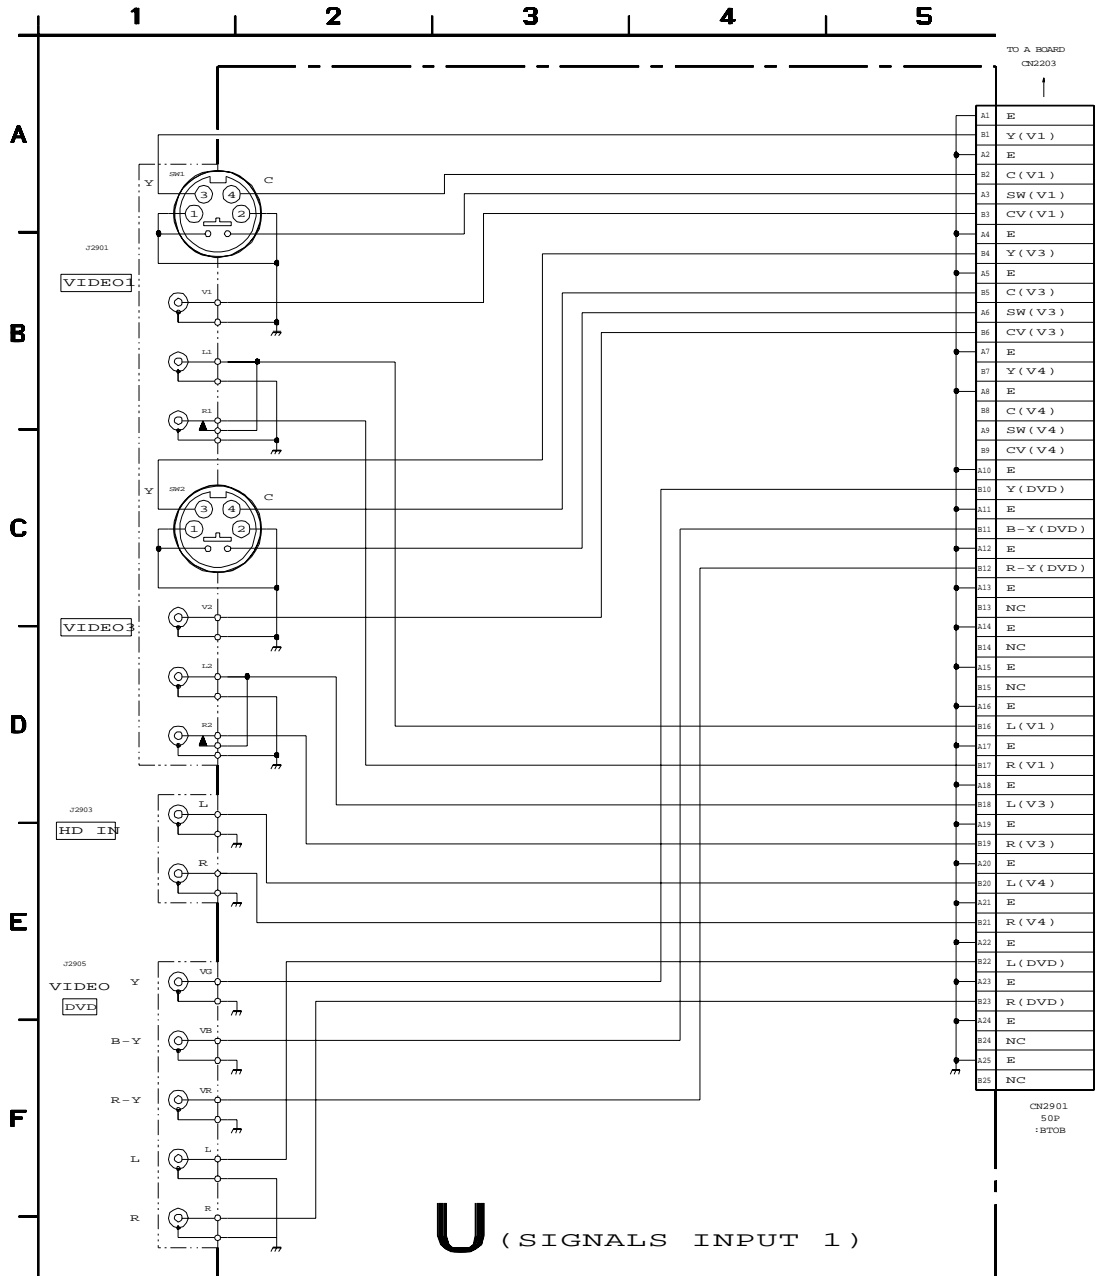 1 2 3 4 5
TO A BOARD
CN2203
A
B
C
D
E
F
J2901
VIDEO1
Y
SW1
C
3 4
1 2
V1
L1
R1
VIDEO3
Y
SW2
C
3 4
1 2
V2
L2
R2
J2903
HD IN
L
R
J2905
VIDEO
DVD
Y VG
B-Y VB
R-Y VR
L L
R R
A1 E
B1 Y(V1)
A2 E
B2 C(V1)
A3 SW(V1)
B3 CV(V1)
A4 E
B4 Y(V3)
A5 E
B5 C(V3)
A6 SW(V3)
B6 CV(V3)
A7 E
B7 Y(V4)
A8 E
B8 C(V4)
A9 SW(V4)
B9 CV(V4)
A10 E
B10 Y(DVD)
A11 E
B11 B-Y(DVD)
A12 E
B12 R-Y(DVD)
A13 E
B13 NC
A14 E
B14 NC
A15 E
B15 NC
A16 E
B16 L(V1)
A17 E
B17 R(V1)
A18 E
B18 L(V3)
A19 E
B19 R(V3)
A20 E
B20 L(V4)
A21 E
B21 R(V4)
A22 E
B22 L(DVD)
A23 E
B23 R(DVD)
A24 E
B24 NC
A25 E
B25 NC
CN2901
50P
:BTOB
U (SIGNALS INPUT 1)